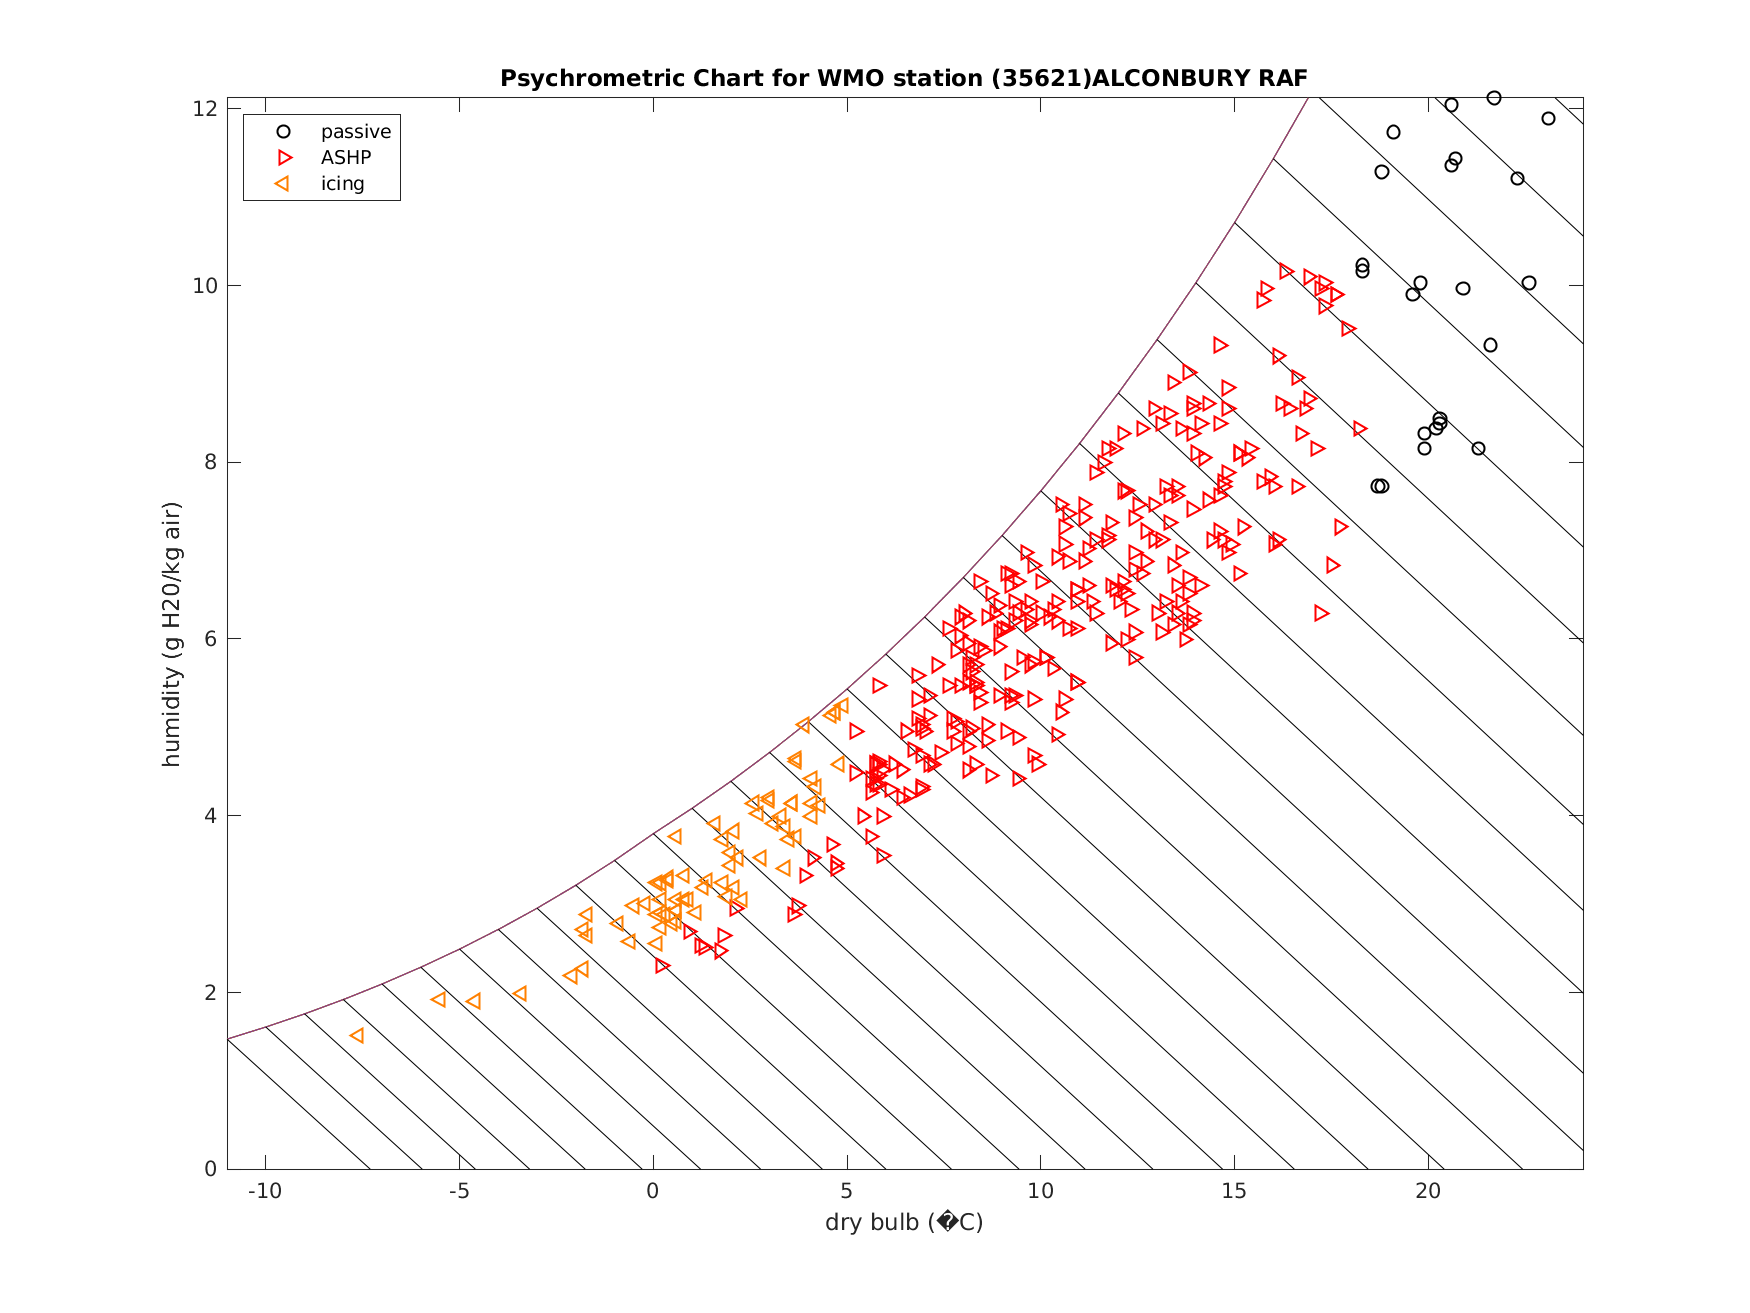 Psychrometric Chart for WMO station (35621)ALCONBURY RAF
passive
ASHP
icing
humidity (g H20/kg air)
12
10
8
6
4
2
0
-10 -5 0 5 10 15 20
dry bulb (�C)